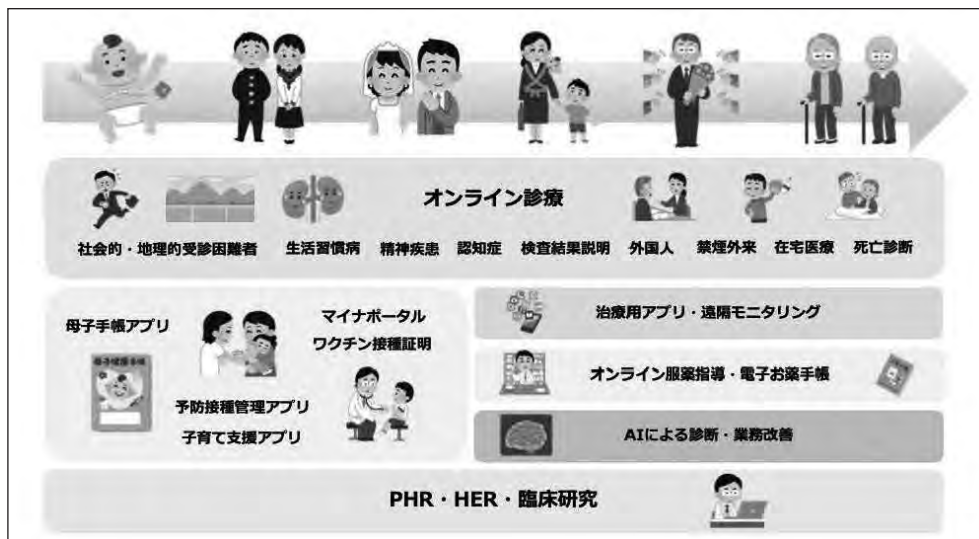 オンライン診療
社会的・地理的受診困難者 生活習慣病 精神疾患 認知症 検査結果説明 外国人 禁煙外来 在宅医療 死亡診断
母子手帳アプリ
母子健康手帳
マイナポータル
ワクチン接種証明
予防接種管理アプリ
子育て支援アプリ
治療用アプリ・遠隔モニタリング
オンライン服薬指導・電子お薬手帳
AIによる診断・業務改善
PHR・HER・臨床研究